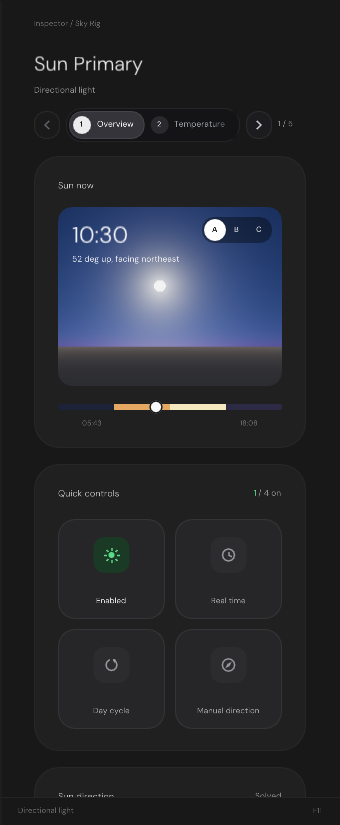 Inspector / Sky Rig
Sun Primary
Directional light
1 Overview 2 Temperature 1 / 5
Sun now
10:30
A B C
52 deg up, facing northeast
05:43 18:08
Quick controls 1 / 4 on
Enabled Real time
Day cycle Manual direction
Sun direction Solved
Directional light